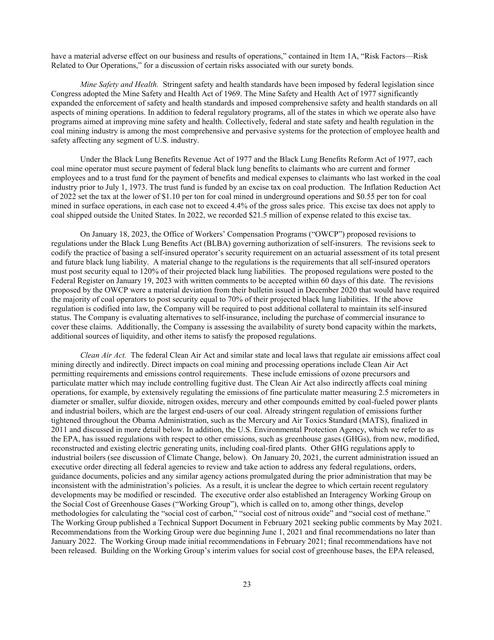 have a material adverse effect on our business and results of operations,” contained in Item 1A, “Risk Factors—Risk
Related to Our Operations,” for a discussion of certain risks associated with our surety bonds.
Mine Safety and Health. Stringent safety and health standards have been imposed by federal legislation since
Congress adopted the Mine Safety and Health Act of 1969. The Mine Safety and Health Act of 1977 significantly
expanded the enforcement of safety and health standards and imposed comprehensive safety and health standards on all
aspects of mining operations. In addition to federal regulatory programs, all of the states in which we operate also have
programs aimed at improving mine safety and health. Collectively, federal and state safety and health regulation in the
coal mining industry is among the most comprehensive and pervasive systems for the protection of employee health and
safety affecting any segment of U.S. industry.
Under the Black Lung Benefits Revenue Act of 1977 and the Black Lung Benefits Reform Act of 1977, each
coal mine operator must secure payment of federal black lung benefits to claimants who are current and former
employees and to a trust fund for the payment of benefits and medical expenses to claimants who last worked in the coal
industry prior to July 1, 1973. The trust fund is funded by an excise tax on coal production. The Inflation Reduction Act
of 2022 set the tax at the lower of $1.10 per ton for coal mined in underground operations and $0.55 per ton for coal
mined in surface operations, in each case not to exceed 4.4% of the gross sales price. This excise tax does not apply to
coal shipped outside the United States. In 2022, we recorded $21.5 million of expense related to this excise tax.
On January 18, 2023, the Office of Workers’ Compensation Programs (“OWCP”) proposed revisions to
regulations under the Black Lung Benefits Act (BLBA) governing authorization of self-insurers. The revisions seek to
codify the practice of basing a self-insured operator’s security requirement on an actuarial assessment of its total present
and future black lung liability. A material change to the regulations is the requirements that all self-insured operators
must post security equal to 120% of their projected black lung liabilities. The proposed regulations were posted to the
Federal Register on January 19, 2023 with written comments to be accepted within 60 days of this date. The revisions
proposed by the OWCP were a material deviation from their bulletin issued in December 2020 that would have required
the majority of coal operators to post security equal to 70% of their projected black lung liabilities. If the above
regulation is codified into law, the Company will be required to post additional collateral to maintain its self-insured
status. The Company is evaluating alternatives to self-insurance, including the purchase of commercial insurance to
cover these claims. Additionally, the Company is assessing the availability of surety bond capacity within the markets,
additional sources of liquidity, and other items to satisfy the proposed regulations.
Clean Air Act. The federal Clean Air Act and similar state and local laws that regulate air emissions affect coal
mining directly and indirectly. Direct impacts on coal mining and processing operations include Clean Air Act
permitting requirements and emissions control requirements. These include emissions of ozone precursors and
particulate matter which may include controlling fugitive dust. The Clean Air Act also indirectly affects coal mining
operations, for example, by extensively regulating the emissions of fine particulate matter measuring 2.5 micrometers in
diameter or smaller, sulfur dioxide, nitrogen oxides, mercury and other compounds emitted by coal-fueled power plants
and industrial boilers, which are the largest end-users of our coal. Already stringent regulation of emissions further
tightened throughout the Obama Administration, such as the Mercury and Air Toxics Standard (MATS), finalized in
2011 and discussed in more detail below. In addition, the U.S. Environmental Protection Agency, which we refer to as
the EPA, has issued regulations with respect to other emissions, such as greenhouse gases (GHGs), from new, modified,
reconstructed and existing electric generating units, including coal-fired plants. Other GHG regulations apply to
industrial boilers (see discussion of Climate Change, below). On January 20, 2021, the current administration issued an
executive order directing all federal agencies to review and take action to address any federal regulations, orders,
guidance documents, policies and any similar agency actions promulgated during the prior administration that may be
inconsistent with the administration’s policies. As a result, it is unclear the degree to which certain recent regulatory
developments may be modified or rescinded. The executive order also established an Interagency Working Group on
the Social Cost of Greenhouse Gases (“Working Group”), which is called on to, among other things, develop
methodologies for calculating the “social cost of carbon,” “social cost of nitrous oxide” and “social cost of methane.”
The Working Group published a Technical Support Document in February 2021 seeking public comments by May 2021.
Recommendations from the Working Group were due beginning June 1, 2021 and final recommendations no later than
January 2022. The Working Group made initial recommendations in February 2021; final recommendations have not
been released. Building on the Working Group’s interim values for social cost of greenhouse bases, the EPA released,
23